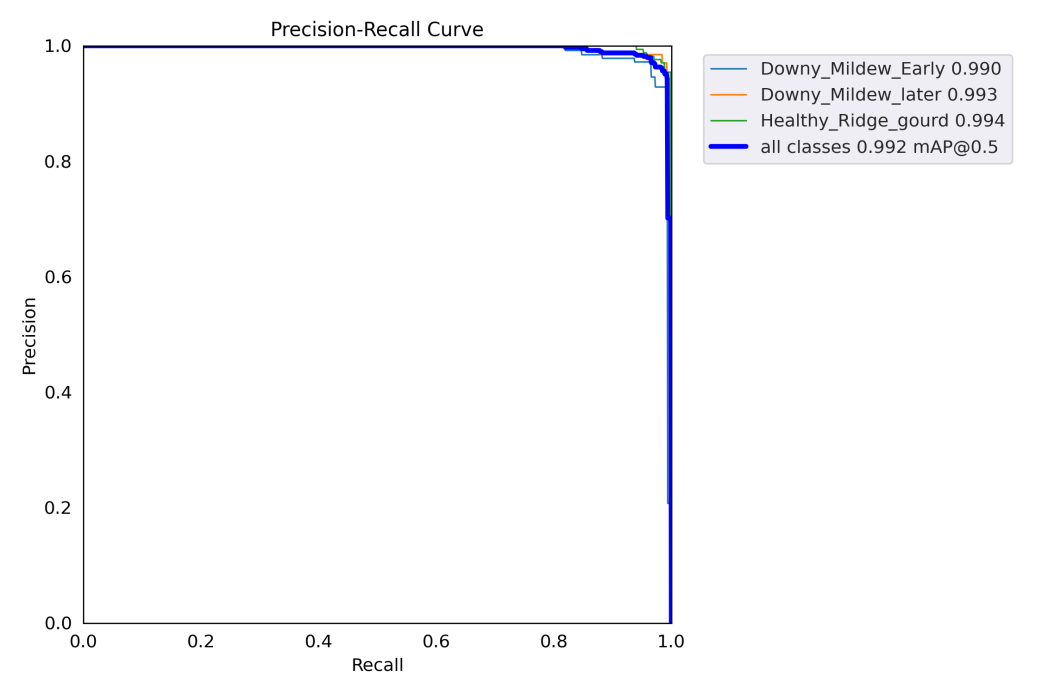 Precision-Recall Curve
1.0
0.8
0.6
0.4
0.2
0.0
Precision
0.0 0.2 0.4 0.6 0.8 1.0
Recall
Downy_Mildew_Early 0.990
Downy_Mildew_later 0.993
Healthy_Ridge_gourd 0.994
all classes 0.992 mAP@0.5